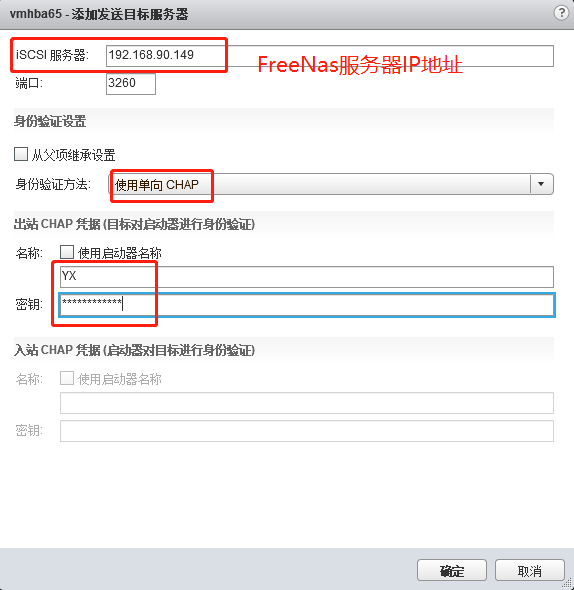 vmhba65 - 添加发送目标服务器
?
iSCSI 服务器: 192.168.90.149
FreeNas服务器IP地址
端口: 3260
身份验证设置
从父项继承设置
身份验证方法: 使用单向 CHAP
出站 CHAP 凭据 (目标对启动器进行身份验证)
名称: 使用启动器名称
YX
密钥: ************
入站 CHAP 凭据 (启动器对目标进行身份验证)
名称: 使用启动器名称
密钥:
确定 取消